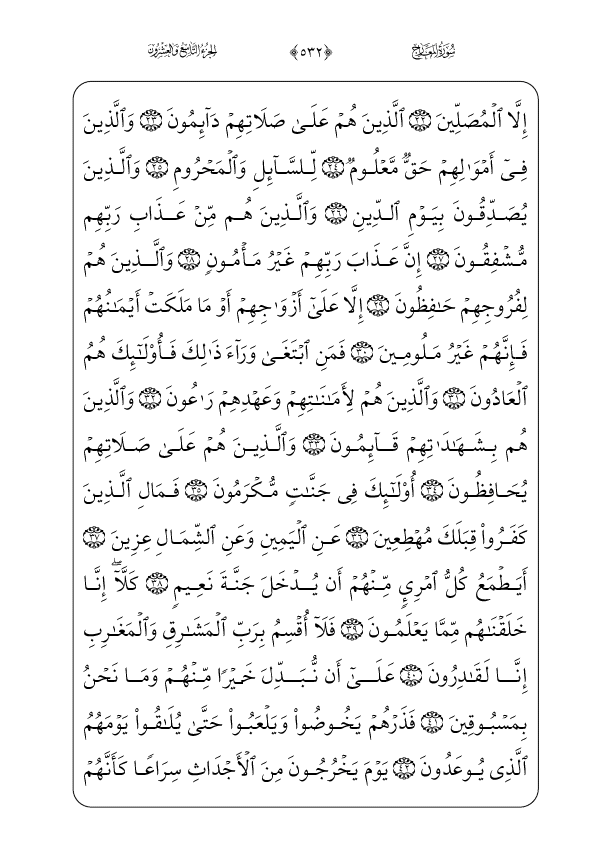 سُورَةُ المَعَارِجِ ﴿٥٣٢﴾ الجُزْءُ التَّاسِعُ وَالعِشْرُونَ
إِلَّا ٱلۡمُصَلِّينَ ٢٢ ٱلَّذِينَ هُمۡ عَلَىٰ صَلَاتِهِمۡ دَآئِمُونَ ٢٣ وَٱلَّذِينَ
فِيٓ أَمۡوَٰلِهِمۡ حَقّٞ مَّعۡلُومٞ ٢٤ لِّلسَّآئِلِ وَٱلۡمَحۡرُومِ ٢٥ وَٱلَّذِينَ
يُصَدِّقُونَ بِيَوۡمِ ٱلدِّينِ ٢٦ وَٱلَّذِينَ هُم مِّنۡ عَذَابِ رَبِّهِم
مُّشۡفِقُونَ ٢٧ إِنَّ عَذَابَ رَبِّهِمۡ غَيۡرُ مَأۡمُونٖ ٢٨ وَٱلَّذِينَ هُمۡ
لِفُرُوجِهِمۡ حَٰفِظُونَ ٢٩ إِلَّا عَلَىٰٓ أَزۡوَٰجِهِمۡ أَوۡ مَا مَلَكَتۡ أَيۡمَٰنُهُمۡ
فَإِنَّهُمۡ غَيۡرُ مَلُومِينَ ٣٠ فَمَنِ ٱبۡتَغَىٰ وَرَآءَ ذَٰلِكَ فَأُوْلَٰٓئِكَ هُمُ
ٱلۡعَادُونَ ٣١ وَٱلَّذِينَ هُمۡ لِأَمَٰنَٰتِهِمۡ وَعَهۡدِهِمۡ رَٰعُونَ ٣٢ وَٱلَّذِينَ
هُم بِشَهَٰدَٰتِهِمۡ قَآئِمُونَ ٣٣ وَٱلَّذِينَ هُمۡ عَلَىٰ صَلَاتِهِمۡ
يُحَافِظُونَ ٣٤ أُوْلَٰٓئِكَ فِي جَنَّٰتٖ مُّكۡرَمُونَ ٣٥ فَمَالِ ٱلَّذِينَ
كَفَرُواْ قِبَلَكَ مُهۡطِعِينَ ٣٦ عَنِ ٱلۡيَمِينِ وَعَنِ ٱلشِّمَالِ عِزِينَ ٣٧
أَيَطۡمَعُ كُلُّ ٱمۡرِيٕٖ مِّنۡهُمۡ أَن يُدۡخَلَ جَنَّةَ نَعِيمٖ ٣٨ كَلَّآۖ إِنَّا
خَلَقۡنَٰهُم مِّمَّا يَعۡلَمُونَ ٣٩ فَلَآ أُقۡسِمُ بِرَبِّ ٱلۡمَشَٰرِقِ وَٱلۡمَغَٰرِبِ
إِنَّا لَقَٰدِرُونَ ٤٠ عَلَىٰٓ أَن نُّبَدِّلَ خَيۡرٗا مِّنۡهُمۡ وَمَا نَحۡنُ
بِمَسۡبُوقِينَ ٤١ فَذَرۡهُمۡ يَخُوضُواْ وَيَلۡعَبُواْ حَتَّىٰ يُلَٰقُواْ يَوۡمَهُمُ
ٱلَّذِي يُوعَدُونَ ٤٢ يَوۡمَ يَخۡرُجُونَ مِنَ ٱلۡأَجۡدَاثِ سِرَاعٗا كَأَنَّهُمۡ